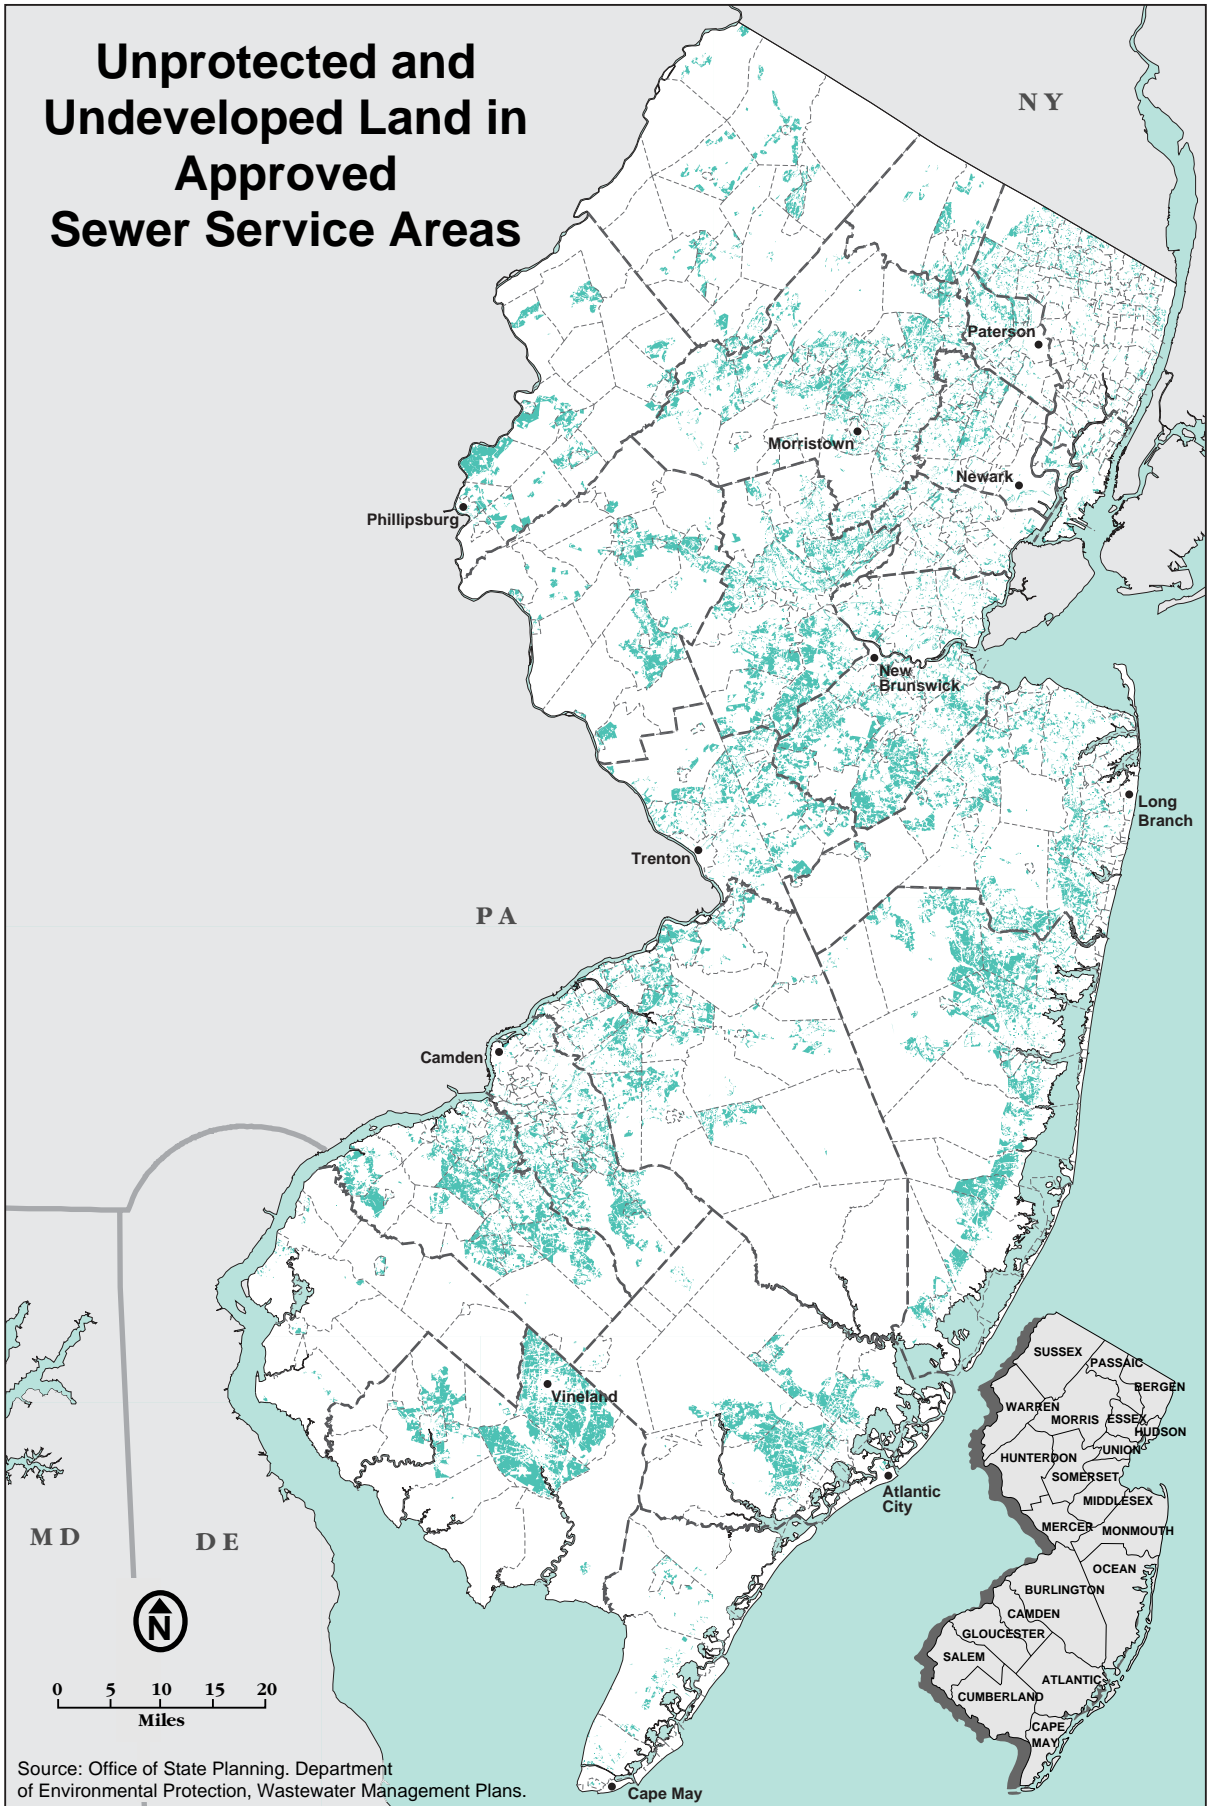 Unprotected and
Undeveloped Land in
Approved
Sewer Service Areas
NY
Paterson
Morristown
Newark
Phillipsburg
New
Brunswick
Long
Branch
Trenton
PA
Camden
Vineland
Atlantic
City
MD
DE
N
0 5 10 15 20
Miles
Cape May
SUSSEX
PASSAIC
BERGEN
WARREN
MORRIS
ESSEX
HUDSON
UNION
HUNTERDON
SOMERSET
MIDDLESEX
MERCER
MONMOUTH
OCEAN
BURLINGTON
CAMDEN
GLOUCESTER
SALEM
ATLANTIC
CUMBERLAND
CAPE
MAY
Source: Office of State Planning. Department
of Environmental Protection, Wastewater Management Plans.